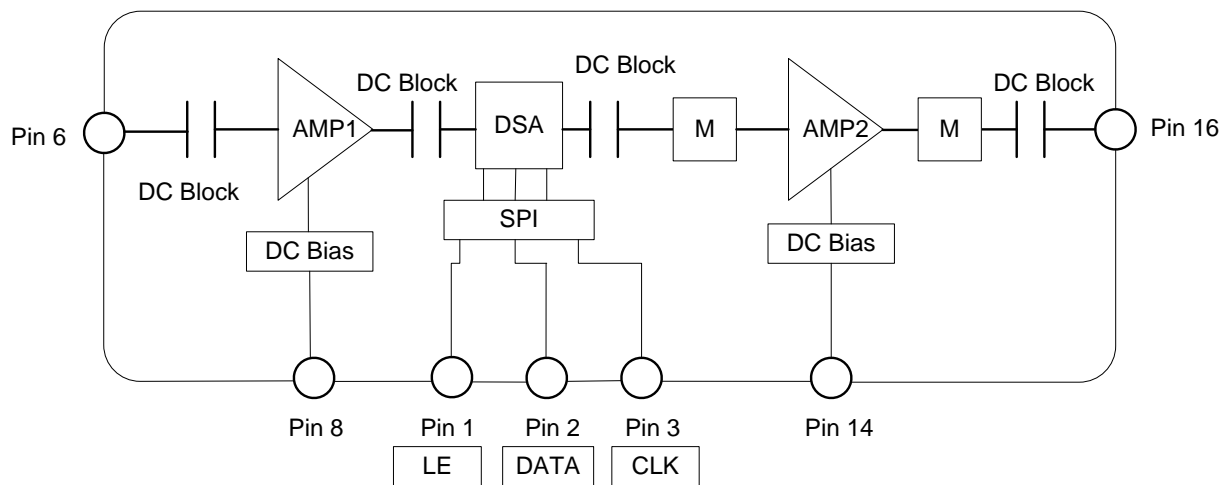 DC Block
DC Block
AMP1
DSA
M
AMP2
M
DC Block
Pin 6
Pin 16
DC Block
SPI
DC Bias
DC Bias
Pin 8
Pin 1
Pin 2
Pin 3
Pin 14
LE
DATA
CLK